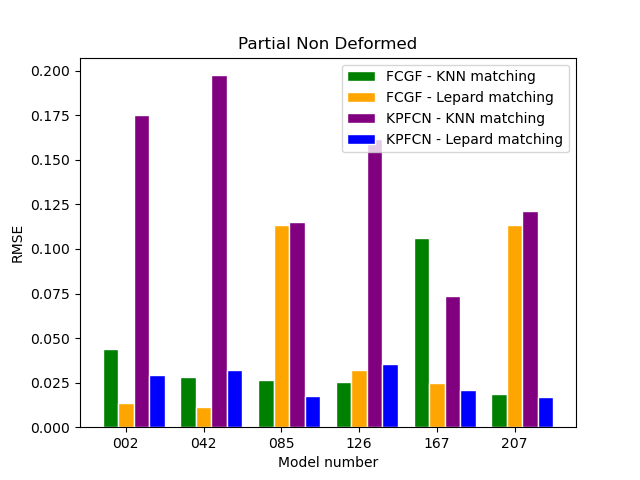 Partial Non Deformed
FCGF - KNN matching
FCGF - Lepard matching
KPFCN - KNN matching
KPFCN - Lepard matching
0.200
0.175
0.150
0.125
0.100
0.075
0.050
0.025
0.000
RMSE
002 042 085 126 167 207
Model number